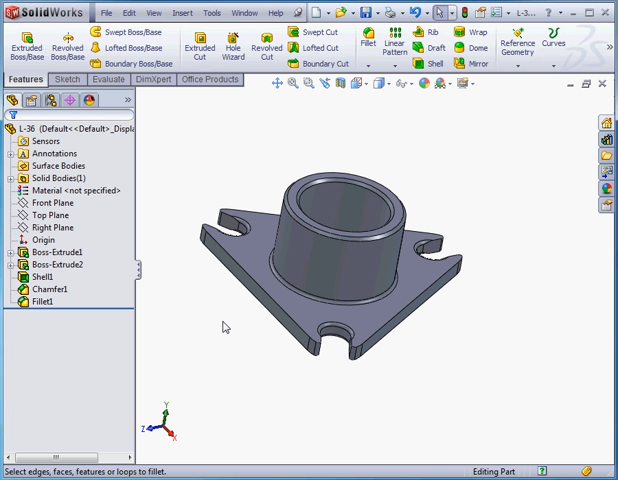 SolidWorks File Edit View Insert Tools Window Help L-3...
Extruded Boss/Base
Revolved Boss/Base
Swept Boss/Base
Lofted Boss/Base
Boundary Boss/Base
Extruded Cut
Hole Wizard
Revolved Cut
Swept Cut
Lofted Cut
Boundary Cut
Fillet
Linear Pattern
Rib
Draft
Shell
Wrap
Dome
Mirror
Reference Geometry
Curves
Features Sketch Evaluate DimXpert Office Products
L-36 (Default<<Default>_Displa
Sensors
Annotations
Surface Bodies
Solid Bodies(1)
Material <not specified>
Front Plane
Top Plane
Right Plane
Origin
Boss-Extrude1
Boss-Extrude2
Shell1
Chamfer1
Fillet1
Y
Z
X
Select edges, faces, features or loops to fillet. Editing Part